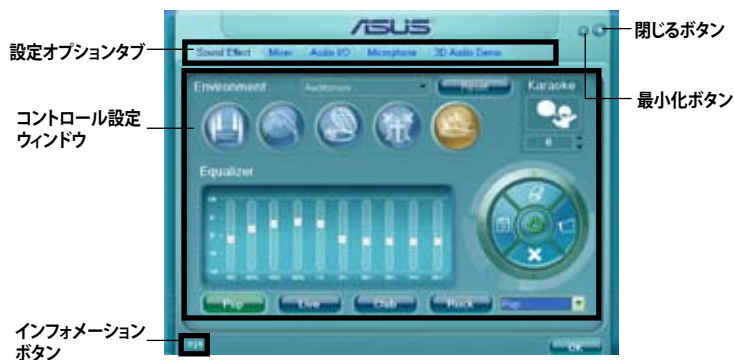 ASUS
閉じるボタン
設定オプションタブ
Sound Effect Mixer Audio I/O Microphone 3D Audio Demo
最小化ボタン
Environment Auditorium Reset Karaoke
コントロール設定
ウィンドウ
0
Equalizer
Pop Live Club Rock Pop
インフォメーション
ボタン
OK